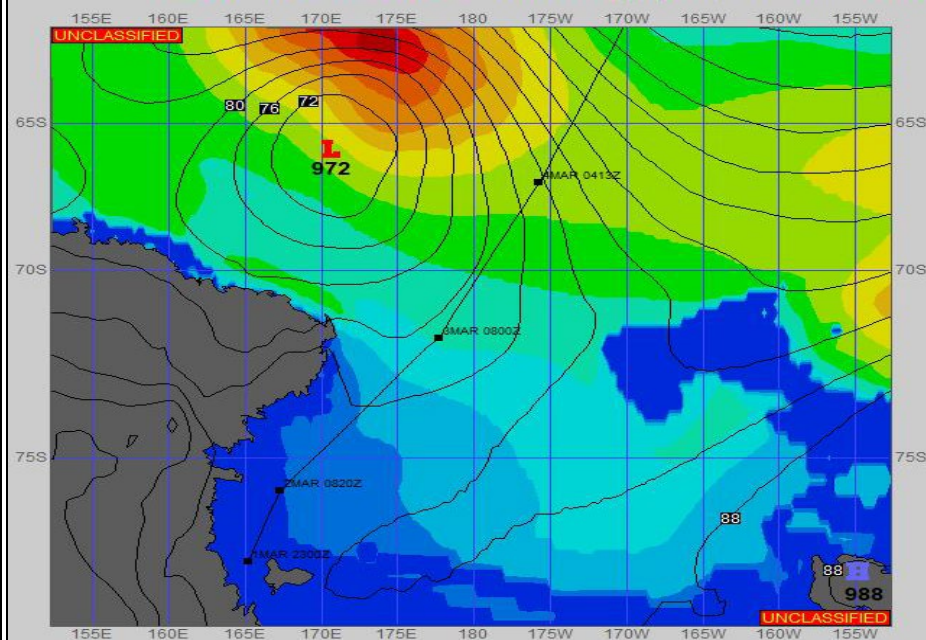 155E 160E 165E 170E 175E 180 175W 170W 165W 160W 155W
UNCLASSIFIED
80 76 72
65S 65S
L
972
4MAR 0413Z
70S 70S
3MAR 0800Z
75S 75S
2MAR 0820Z
88
1MAR 2300Z
88 H
988
UNCLASSIFIED
155E 160E 165E 170E 175E 180 175W 170W 165W 160W 155W